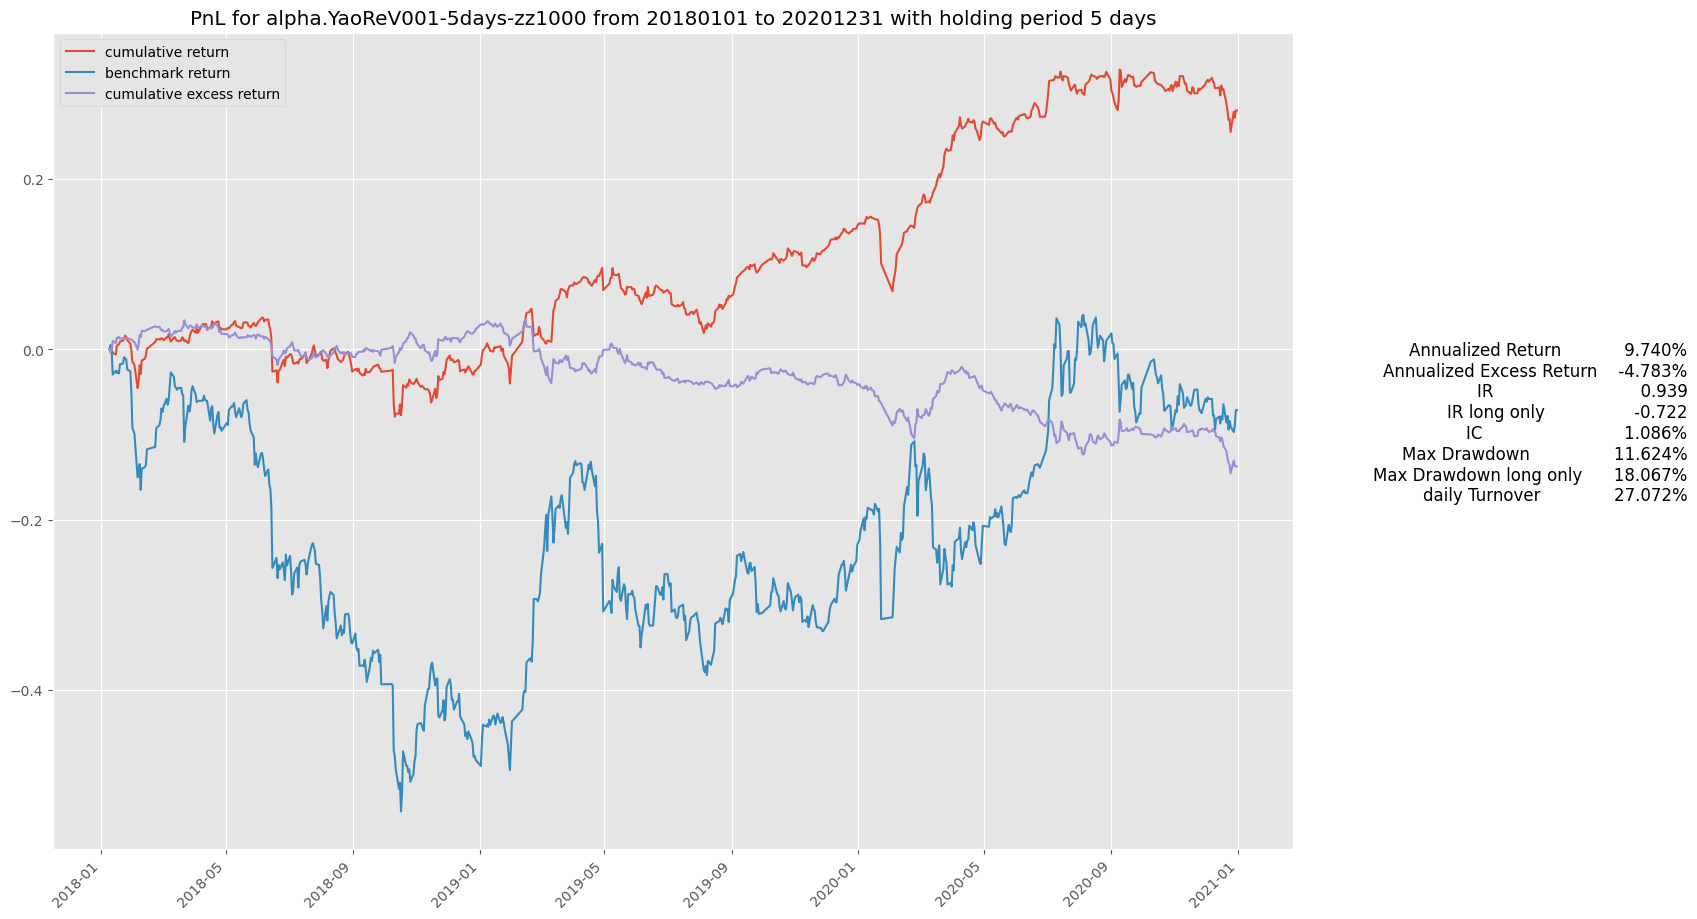 PnL for alpha.YaoReV001-5days-zz1000 from 20180101 to 20201231 with holding period 5 days
cumulative return
benchmark return
cumulative excess return
0.2
0.0
−0.2
−0.4
2018-01
2018-05
2018-09
2019-01
2019-05
2019-09
2020-01
2020-05
2020-09
2021-01
Annualized Return 9.740%
Annualized Excess Return -4.783%
IR 0.939
IR long only -0.722
IC 1.086%
Max Drawdown 11.624%
Max Drawdown long only 18.067%
daily Turnover 27.072%